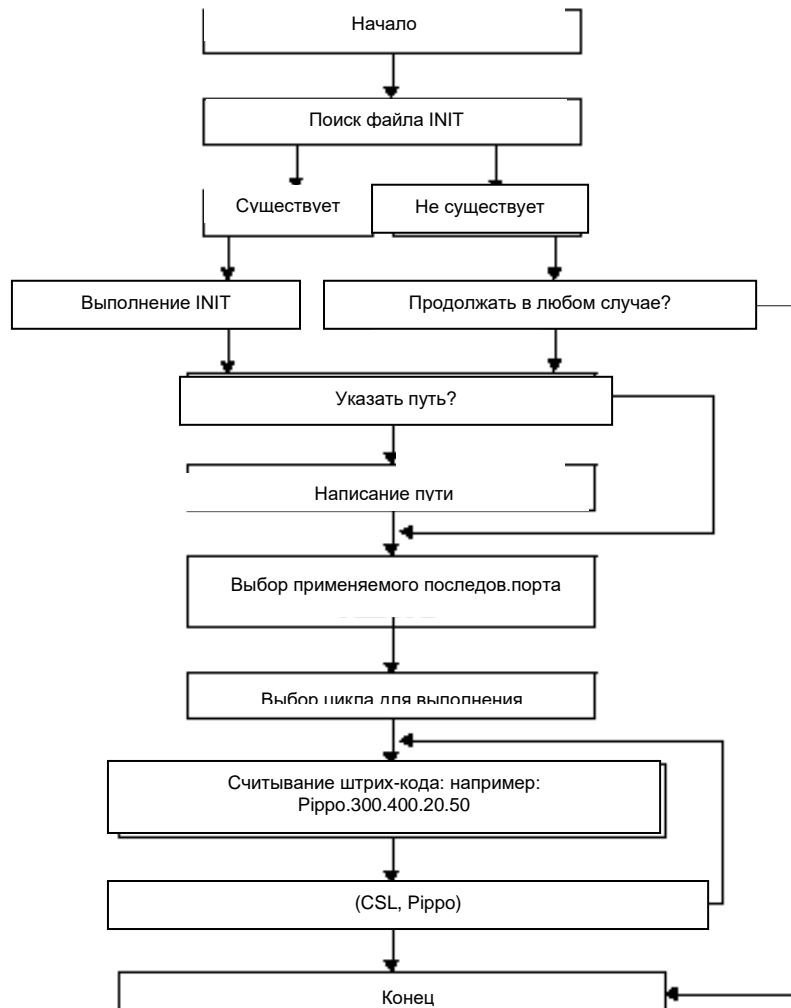 Начало
Поиск файла INIT
Существует
Не существует
Выполнение INIT
Продолжать в любом случае?
Указать путь?
Написание пути
Выбор применяемого последов.порта
Выбор цикла для выполнения
Считывание штрих-кода: например:
Pippo.300.400.20.50
(CSL, Pippo)
Конец